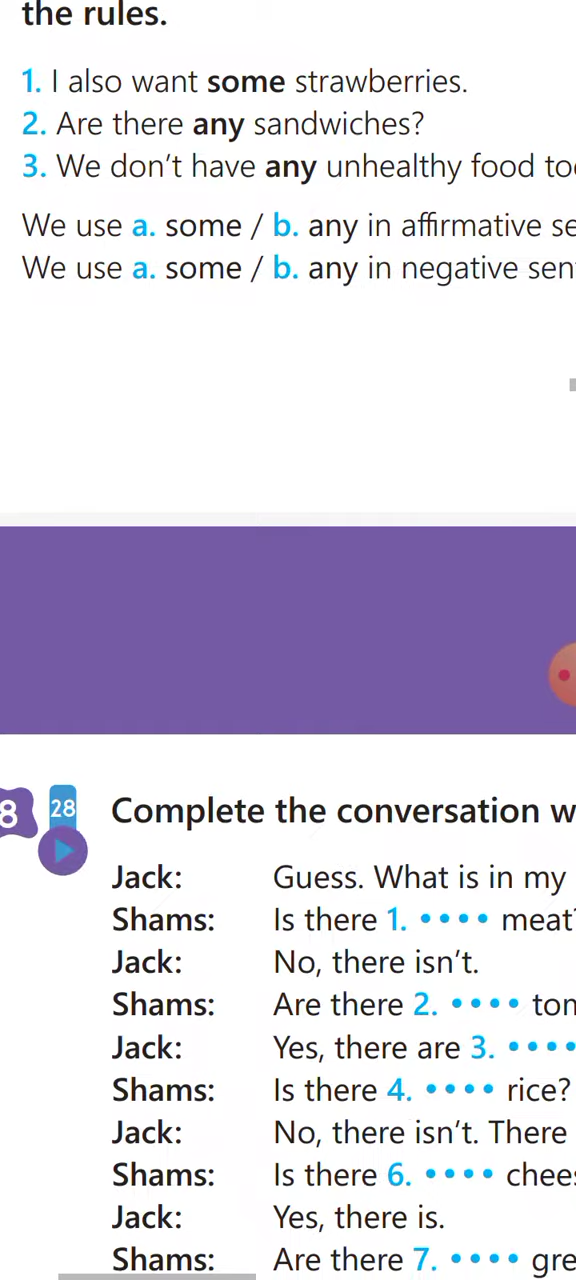 the rules.
1. I also want some strawberries.
2. Are there any sandwiches?
3. We don't have any unhealthy food
We use a. some / b. any in affirmative
We use a. some / b. any in negative
8 28 Complete the conversation
Jack: Guess. What is in my
Shams: Is there 1. •••• meat?
Jack: No, there isn't.
Shams: Are there 2. ••••
Jack: Yes, there are 3. ••••
Shams: Is there 4. •••• rice?
Jack: No, there isn't. There
Shams: Is there 6. ••••
Jack: Yes, there is.
Shams: Are there 7. ••••